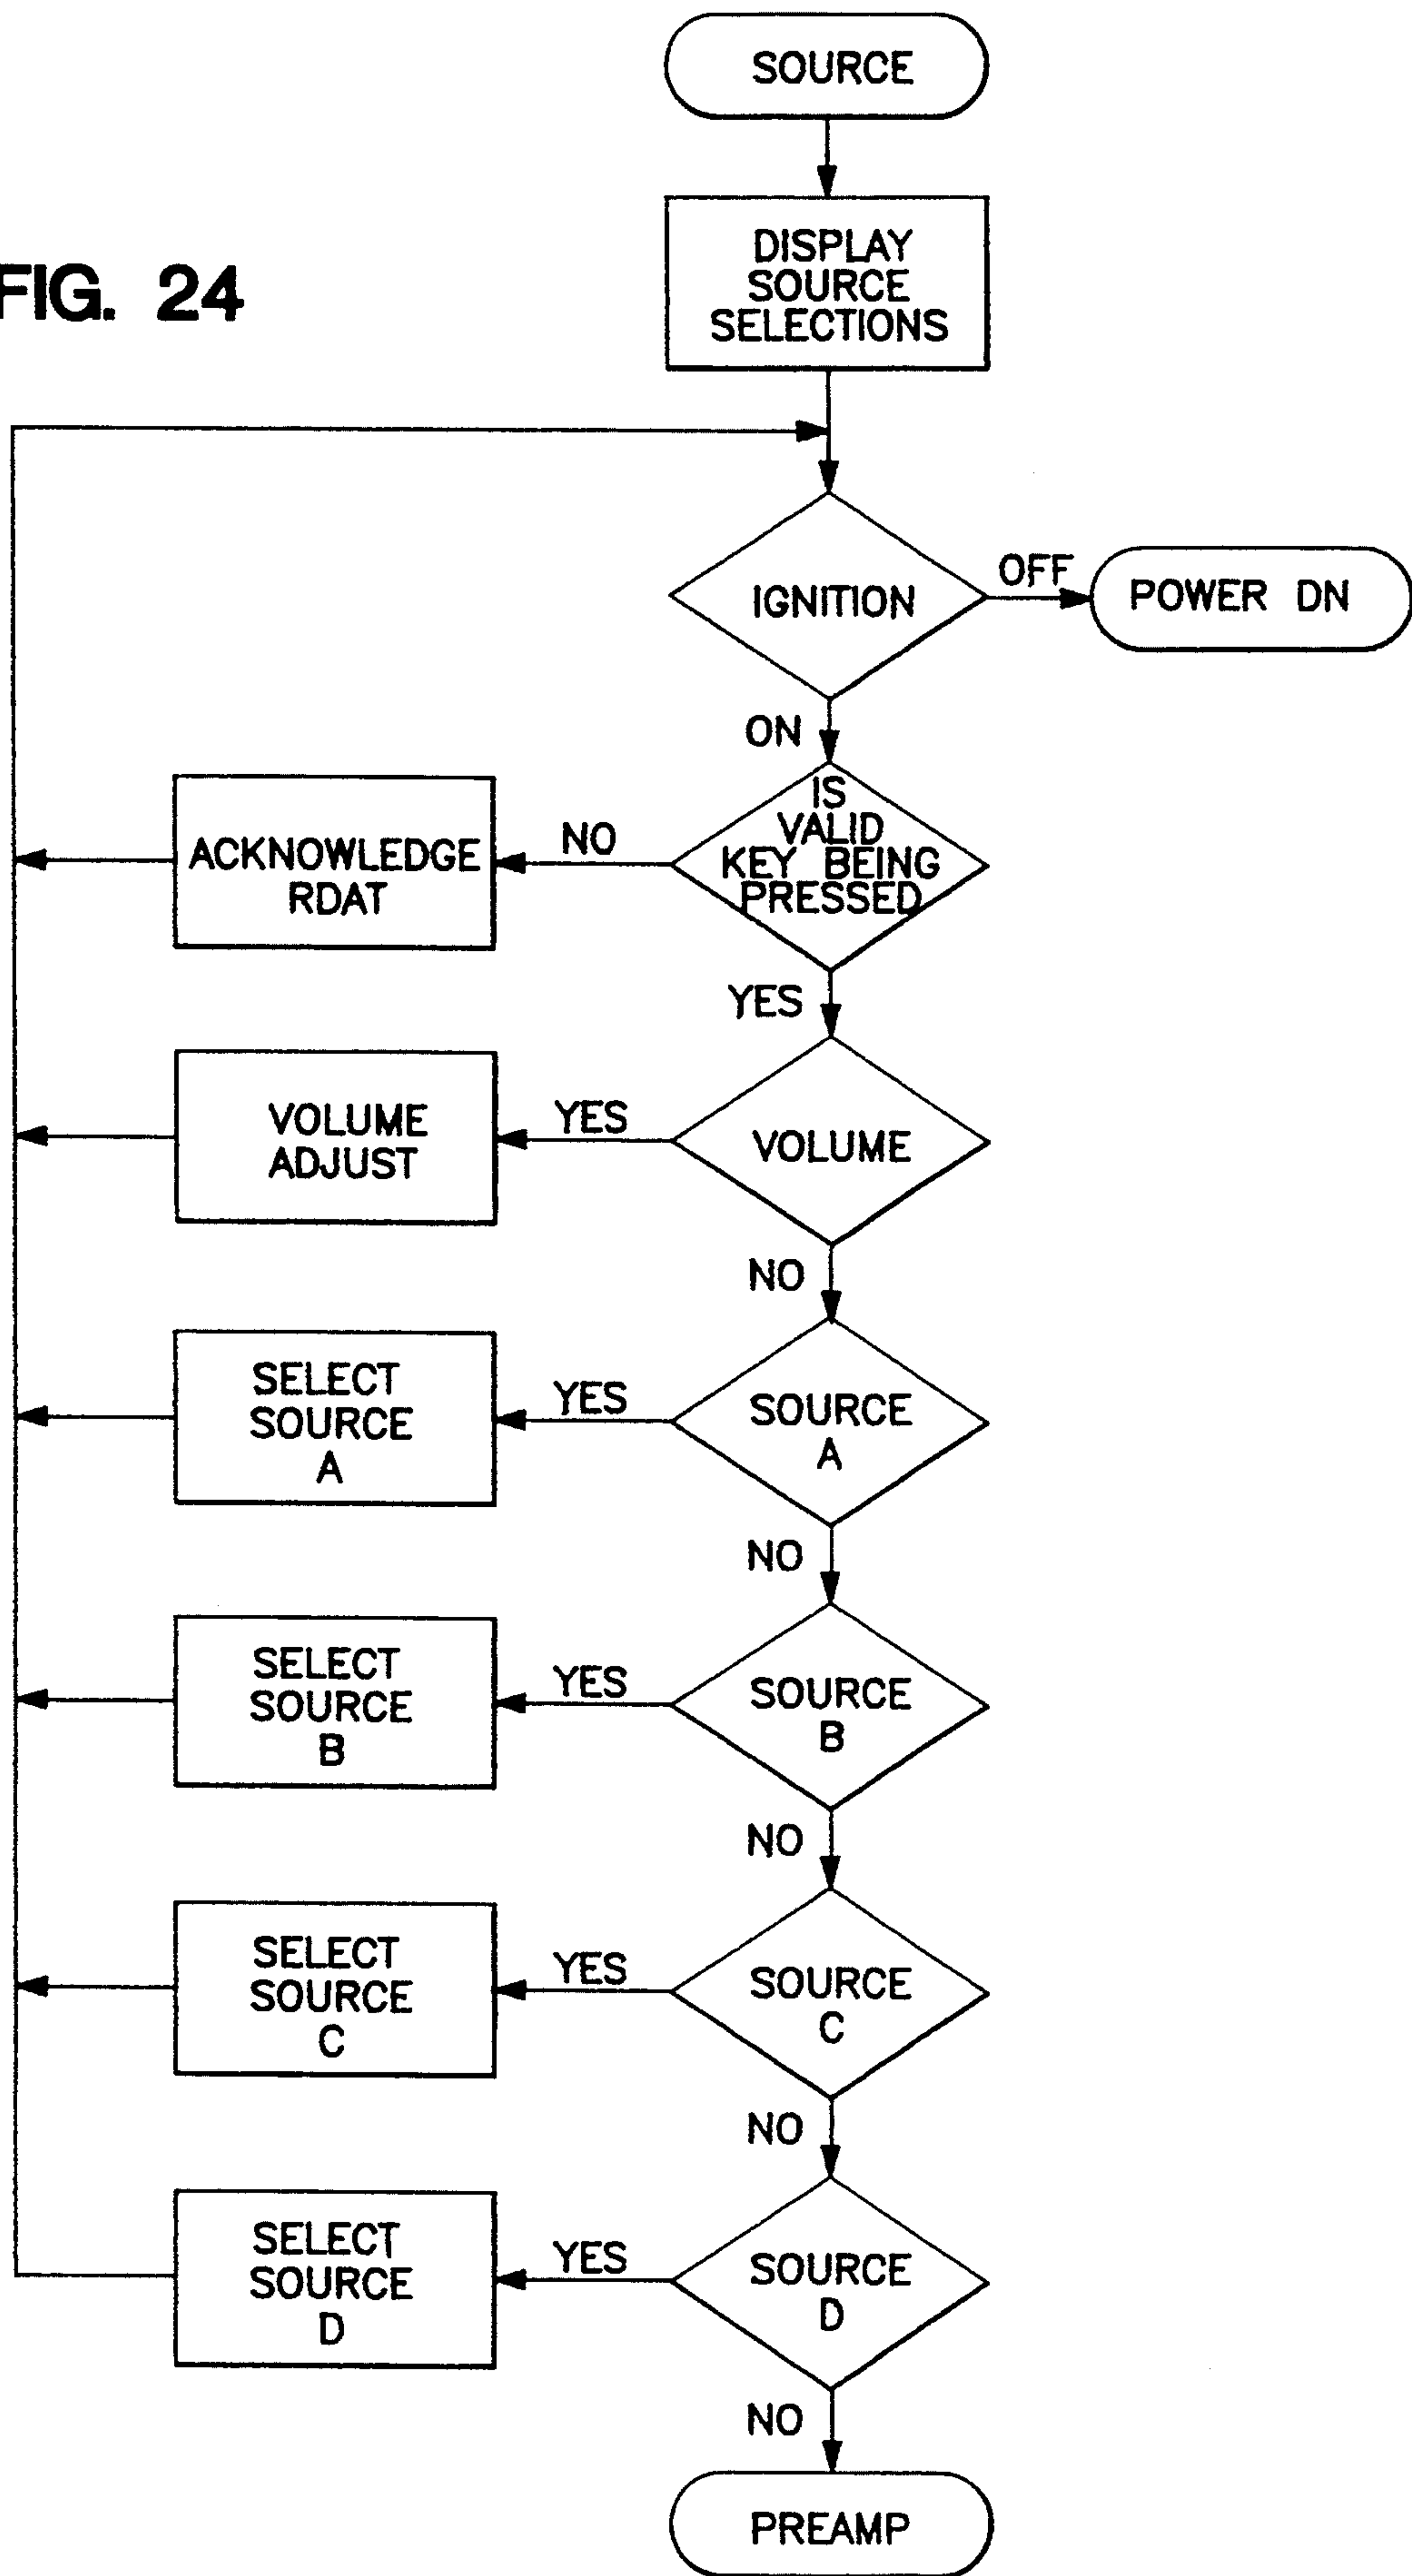 SOURCE
DISPLAY
SOURCE
SELECTIONS
FIG. 24
IGNITION
OFF
POWER DN
ON
IS
VALID
KEY BEING
PRESSED
NO
ACKNOWLEDGE
RDAT
YES
VOLUME
YES
VOLUME
ADJUST
NO
SOURCE
A
YES
SELECT
SOURCE
A
NO
SOURCE
B
YES
SELECT
SOURCE
B
NO
SOURCE
C
YES
SELECT
SOURCE
C
NO
SOURCE
D
YES
SELECT
SOURCE
D
NO
PREAMP